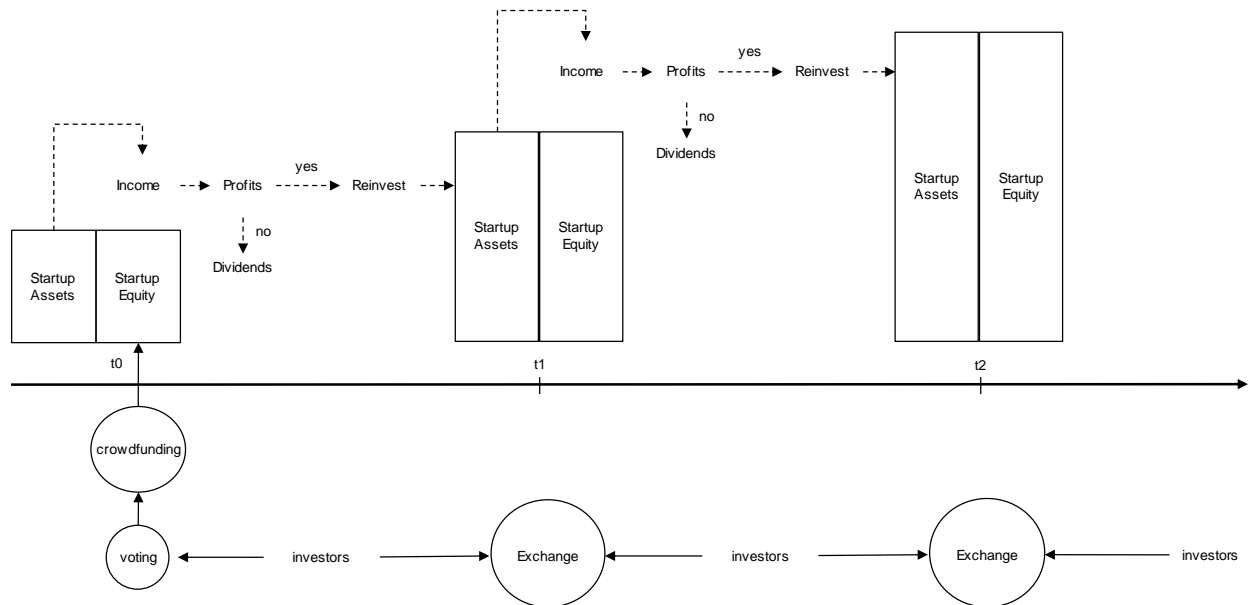 yes
Income
Profits
Reinvest
no
Dividends
yes
Income
Profits
Reinvest
no
Dividends
Startup
Assets
Startup
Equity
Startup
Assets
Startup
Equity
Startup
Assets
Startup
Equity
t0
t1
t2
crowdfunding
voting
investors
Exchange
investors
Exchange
investors